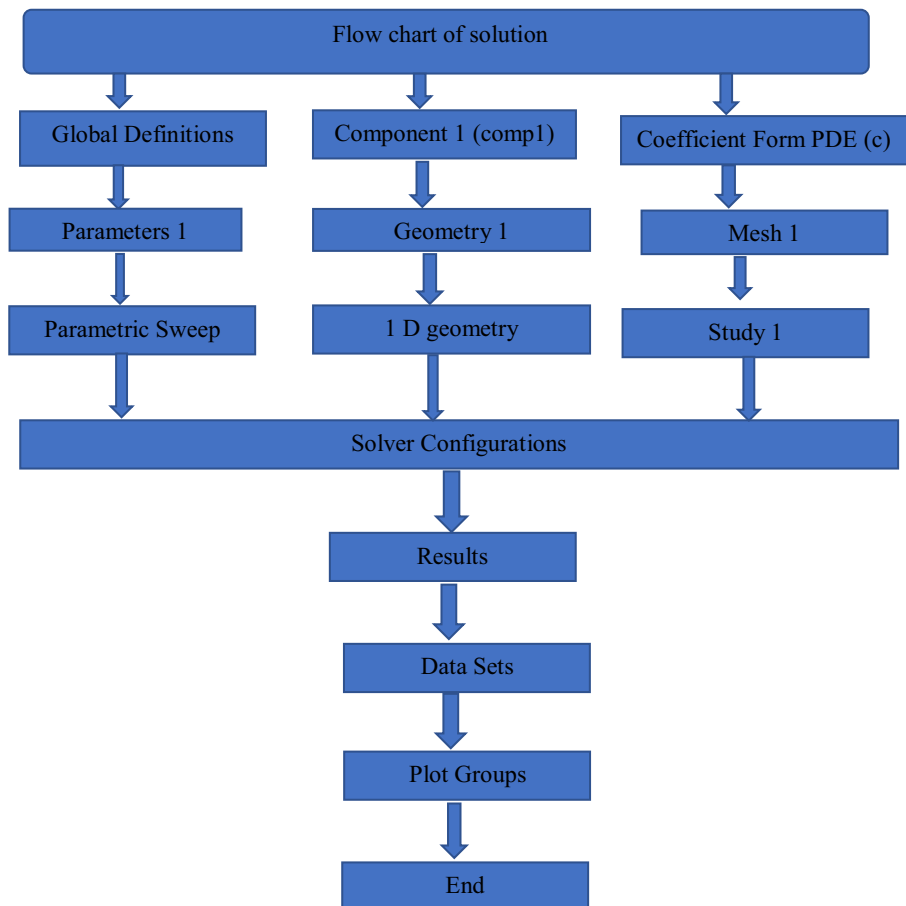 Flow chart of solution
Global Definitions
Component 1 (comp1)
Coefficient Form PDE (c)
Parameters 1
Geometry 1
Mesh 1
Parametric Sweep
1 D geometry
Study 1
Solver Configurations
Results
Data Sets
Plot Groups
End